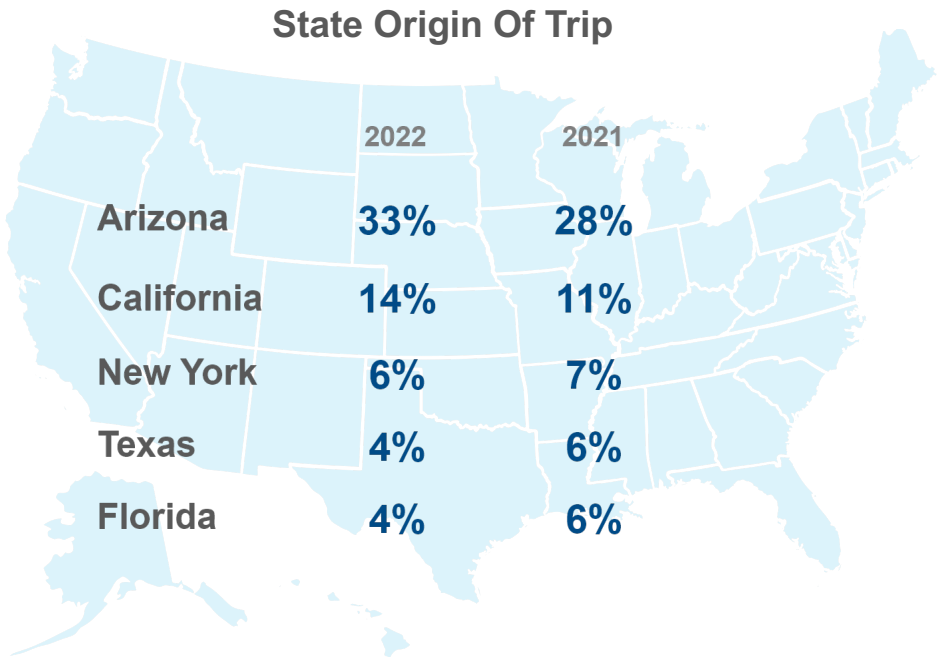 State Origin Of Trip
2022 2021
Arizona 33% 28%
California 14% 11%
New York 6% 7%
Texas 4% 6%
Florida 4% 6%